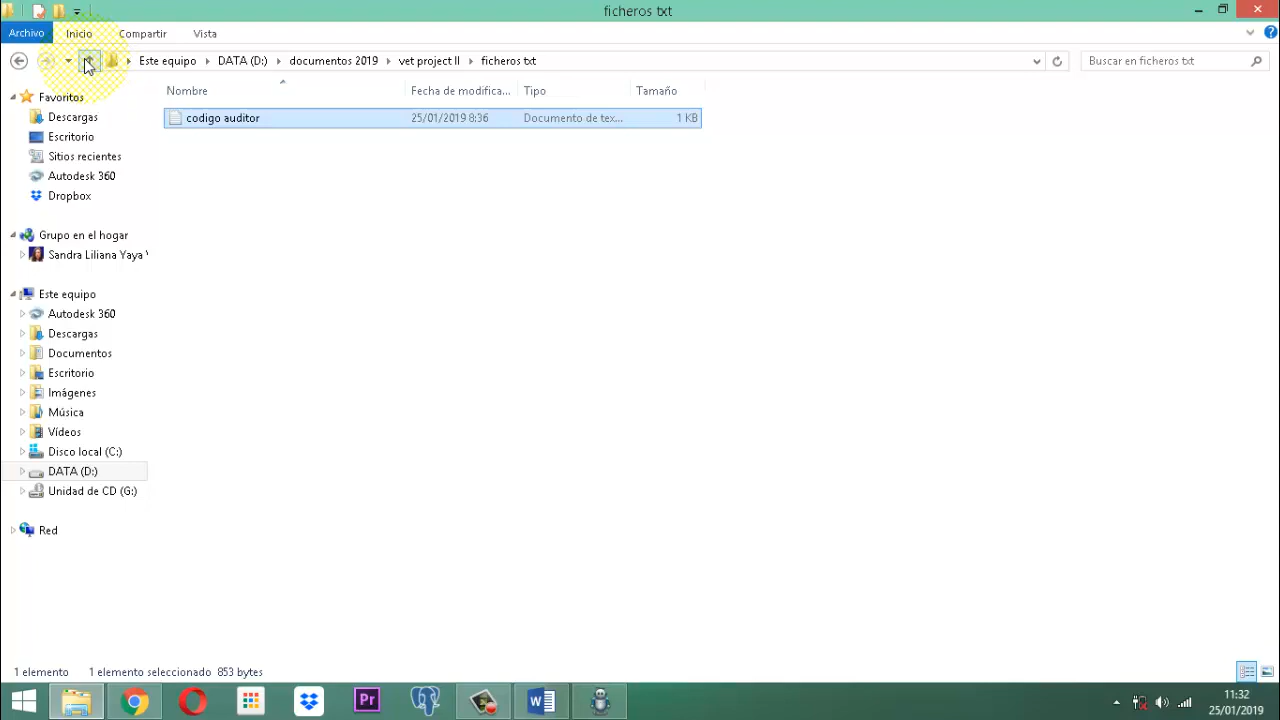 ficheros txt
Archivo Inicio Compartir Vista
Este equipo DATA (D:) documentos 2019 vet project II ficheros txt Buscar en ficheros txt
Nombre Fecha de modifica... Tipo Tamaño
codigo auditor 25/01/2019 8:36 Documento de tex... 1 KB
Favoritos
Descargas
Escritorio
Sitios recientes
Autodesk 360
Dropbox
Grupo en el hogar
Sandra Liliana Yaya
Este equipo
Autodesk 360
Descargas
Documentos
Escritorio
Imágenes
Música
Vídeos
Disco local (C:)
DATA (D:)
Unidad de CD (G:)
Red
1 elemento 1 elemento seleccionado 853 bytes
Pr
11:32
25/01/2019